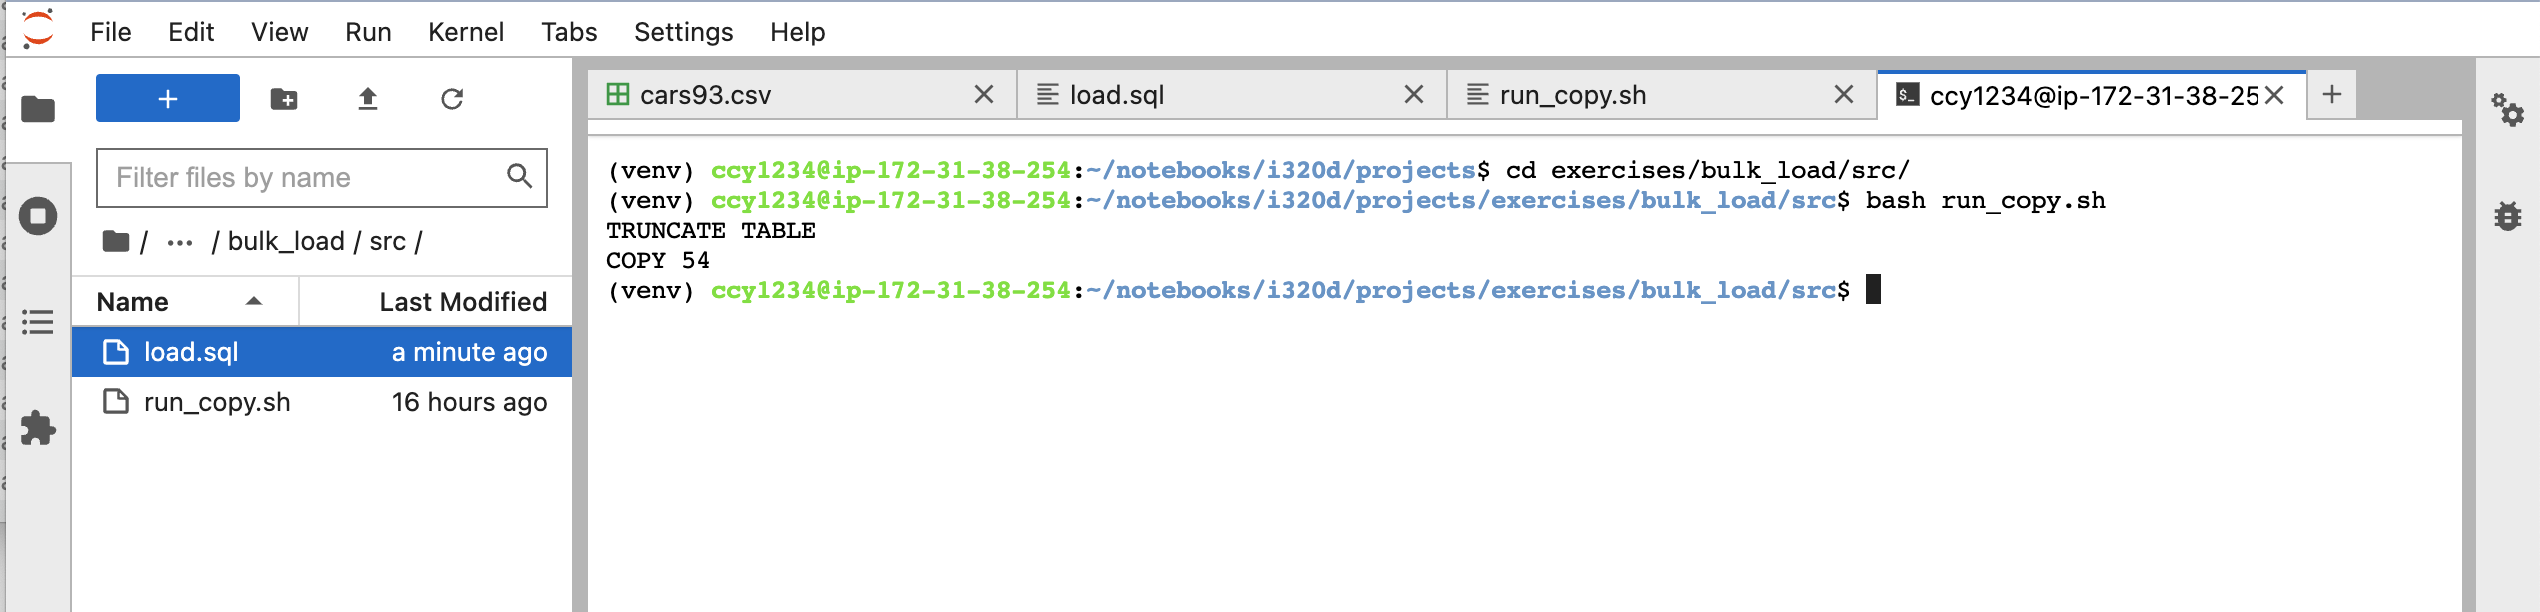 File Edit View Run Kernel Tabs Settings Help
+
Filter files by name
/ ... / bulk_load / src /
Name Last Modified
load.sql a minute ago
run_copy.sh 16 hours ago
cars93.csv load.sql run_copy.sh ccy1234@ip-172-31-38-25 +
(venv) ccy1234@ip-172-31-38-254:~/notebooks/i320d/projects$ cd exercises/bulk_load/src/
(venv) ccy1234@ip-172-31-38-254:~/notebooks/i320d/projects/exercises/bulk_load/src$ bash run_copy.sh
TRUNCATE TABLE
COPY 54
(venv) ccy1234@ip-172-31-38-254:~/notebooks/i320d/projects/exercises/bulk_load/src$